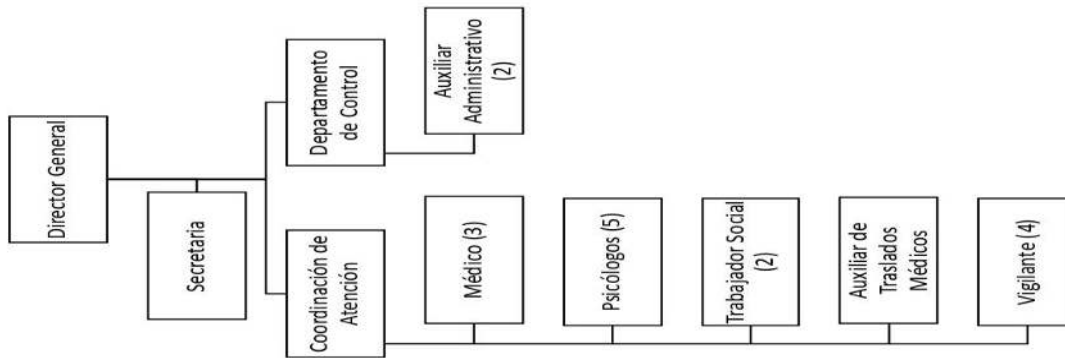 Director General
Secretaria
Coordinación de
Atención
Departamento
de Control
Médico (3)
Auxiliar
Administrativo
(2)
Psicólogos (5)
Trabajador Social
(2)
Auxiliar de
Traslados
Médicos
Vigilante (4)